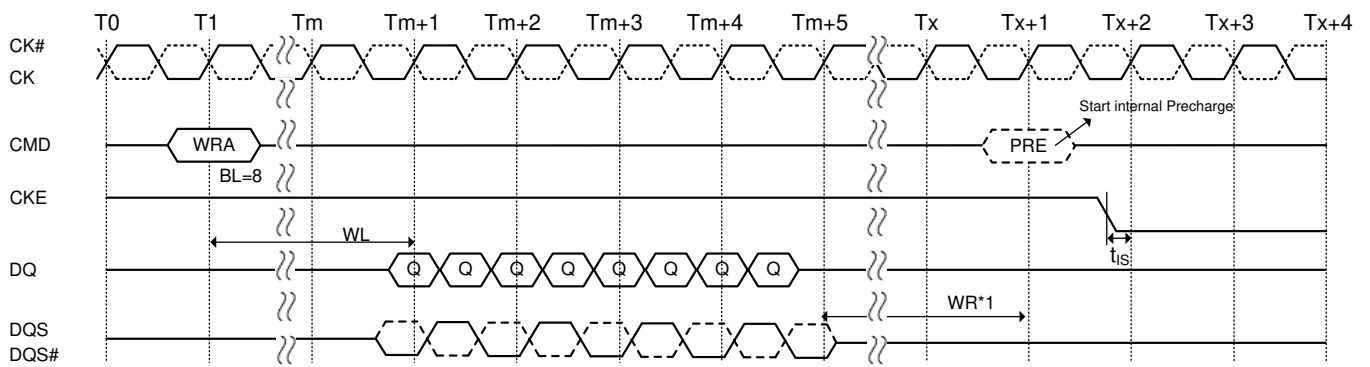 T0 T1 Tm Tm+1 Tm+2 Tm+3 Tm+4 Tm+5 Tx Tx+1 Tx+2 Tx+3 Tx+4
CK#
CK
Start internal Precharge
CMD WRA PRE
BL=8
CKE
WL
tIS
DQ Q Q Q Q Q Q Q Q
WR*1
DQS
DQS#